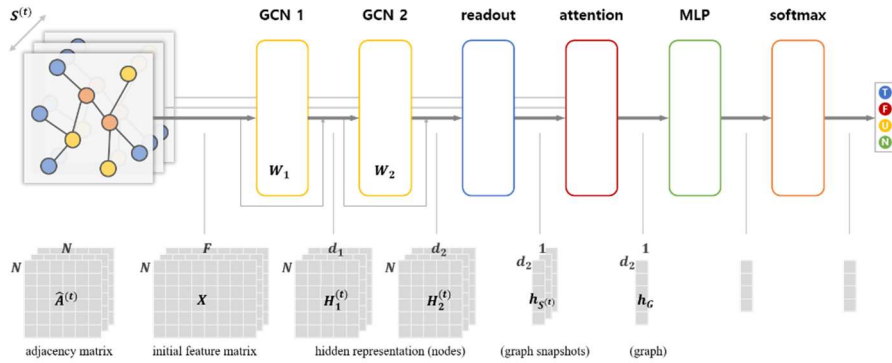 S(t)
GCN 1 GCN 2 readout attention MLP softmax
T
F
U
N
W1 W2
N F d1 d2 1 1
N N N N d2 d2
Â(t) X H1(t) H2(t) hS(t) hG
adjacency matrix initial feature matrix hidden representation (nodes) (graph snapshots) (graph)